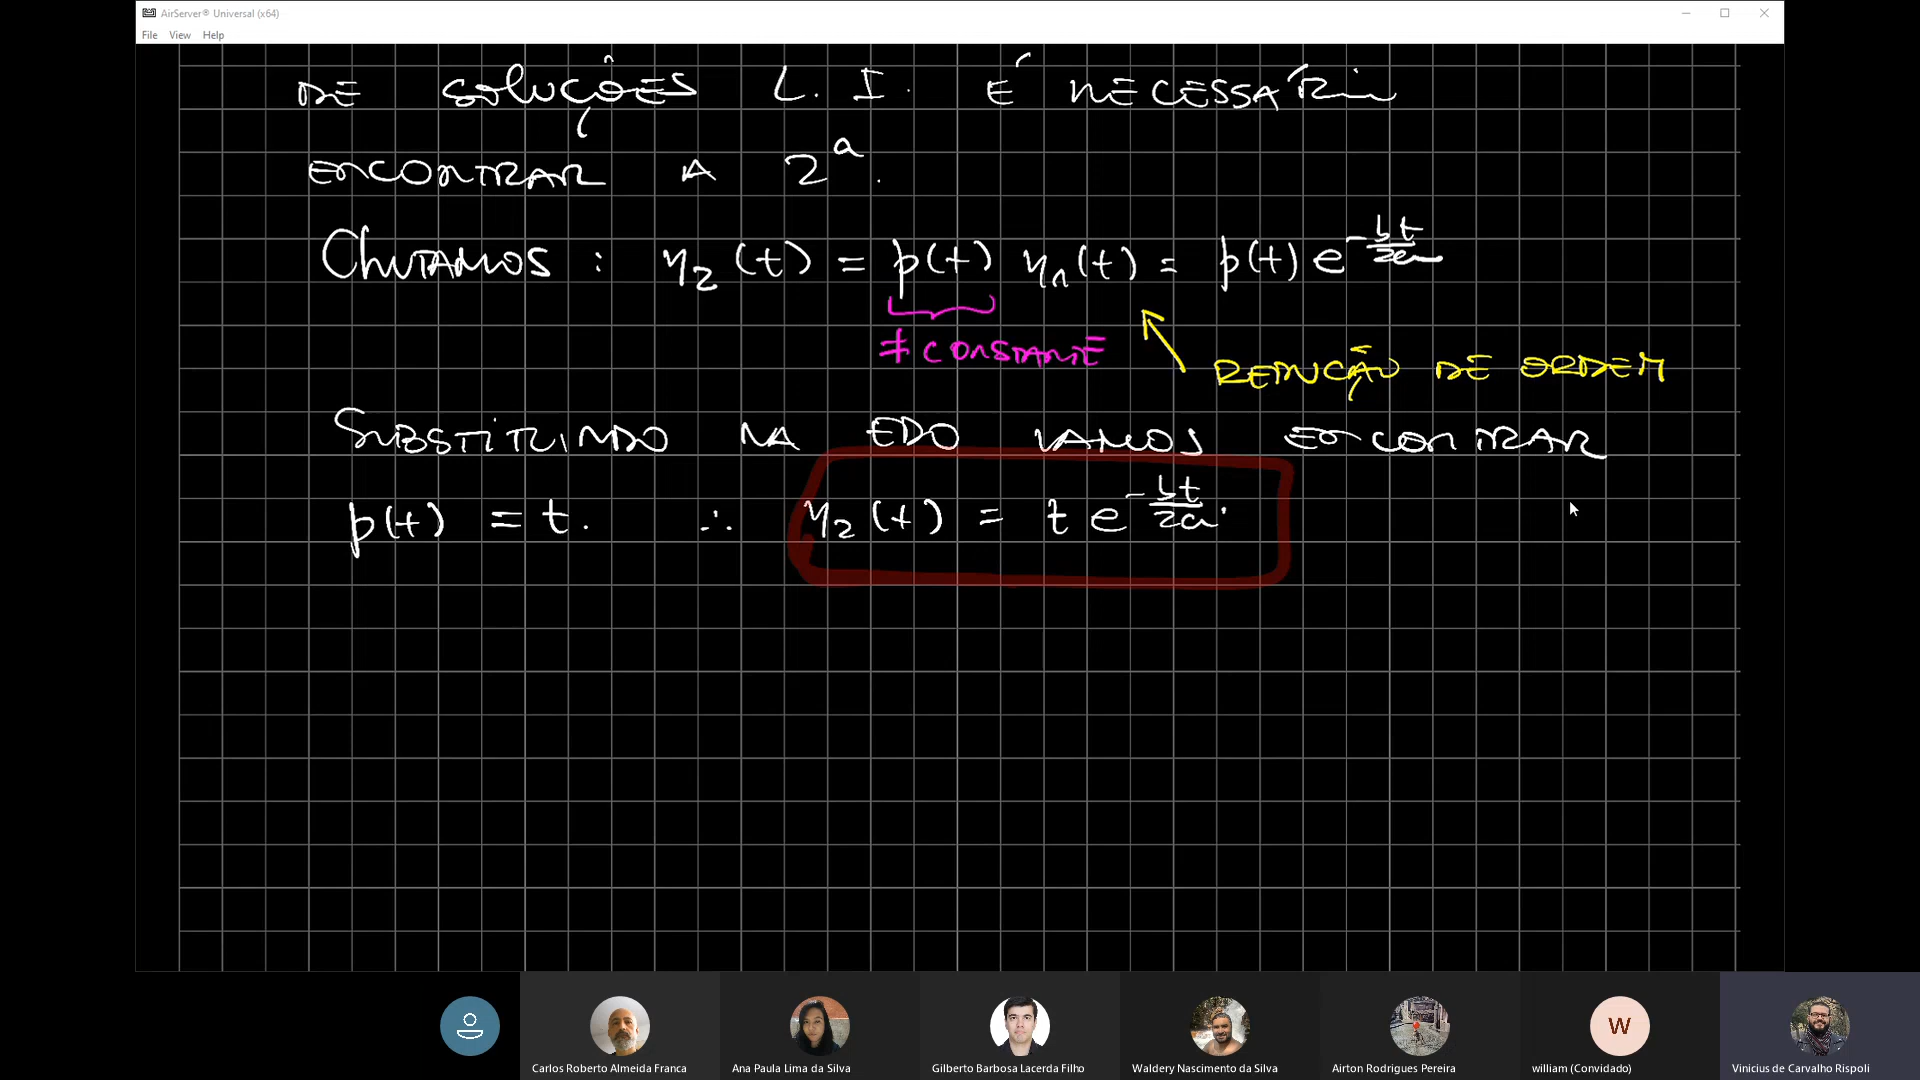 AirServer® Universal (x64)
File View Help
DE SOLUÇÕES L. I. É NECESSÁRIO
ENCONTRAR A 2ª.
CHUTAMOS : y₂(t) = p(t) y₁(t) = p(t) e^{-bt/2a}
≠ CONSTANTE
REDUÇÃO DE ORDEM
SUBSTITUINDO NA EDO VAMOS ENCONTRAR
p(t) = t. ∴ y₂(t) = t e^{-bt/2a}.
W
Carlos Roberto Almeida Franca Ana Paula Lima da Silva Gilberto Barbosa Lacerda Filho Waldery Nascimento da Silva Airton Rodrigues Pereira william (Convidado) Vinicius de Carvalho Rispoli